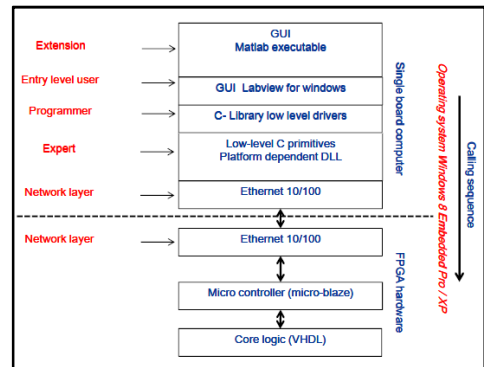 GUI
Matlab executable
Extension
Entry level user
GUI Labview for windows
Programmer
C- Library low level drivers
Expert
Low-level C primitives
Platform dependent DLL
Network layer
Ethernet 10/100
Single board computer
Network layer
Ethernet 10/100
Micro controller (micro-blaze)
Core logic (VHDL)
FPGA hardware
Operating system Windows 8 Embedded Pro / XP
Calling sequence